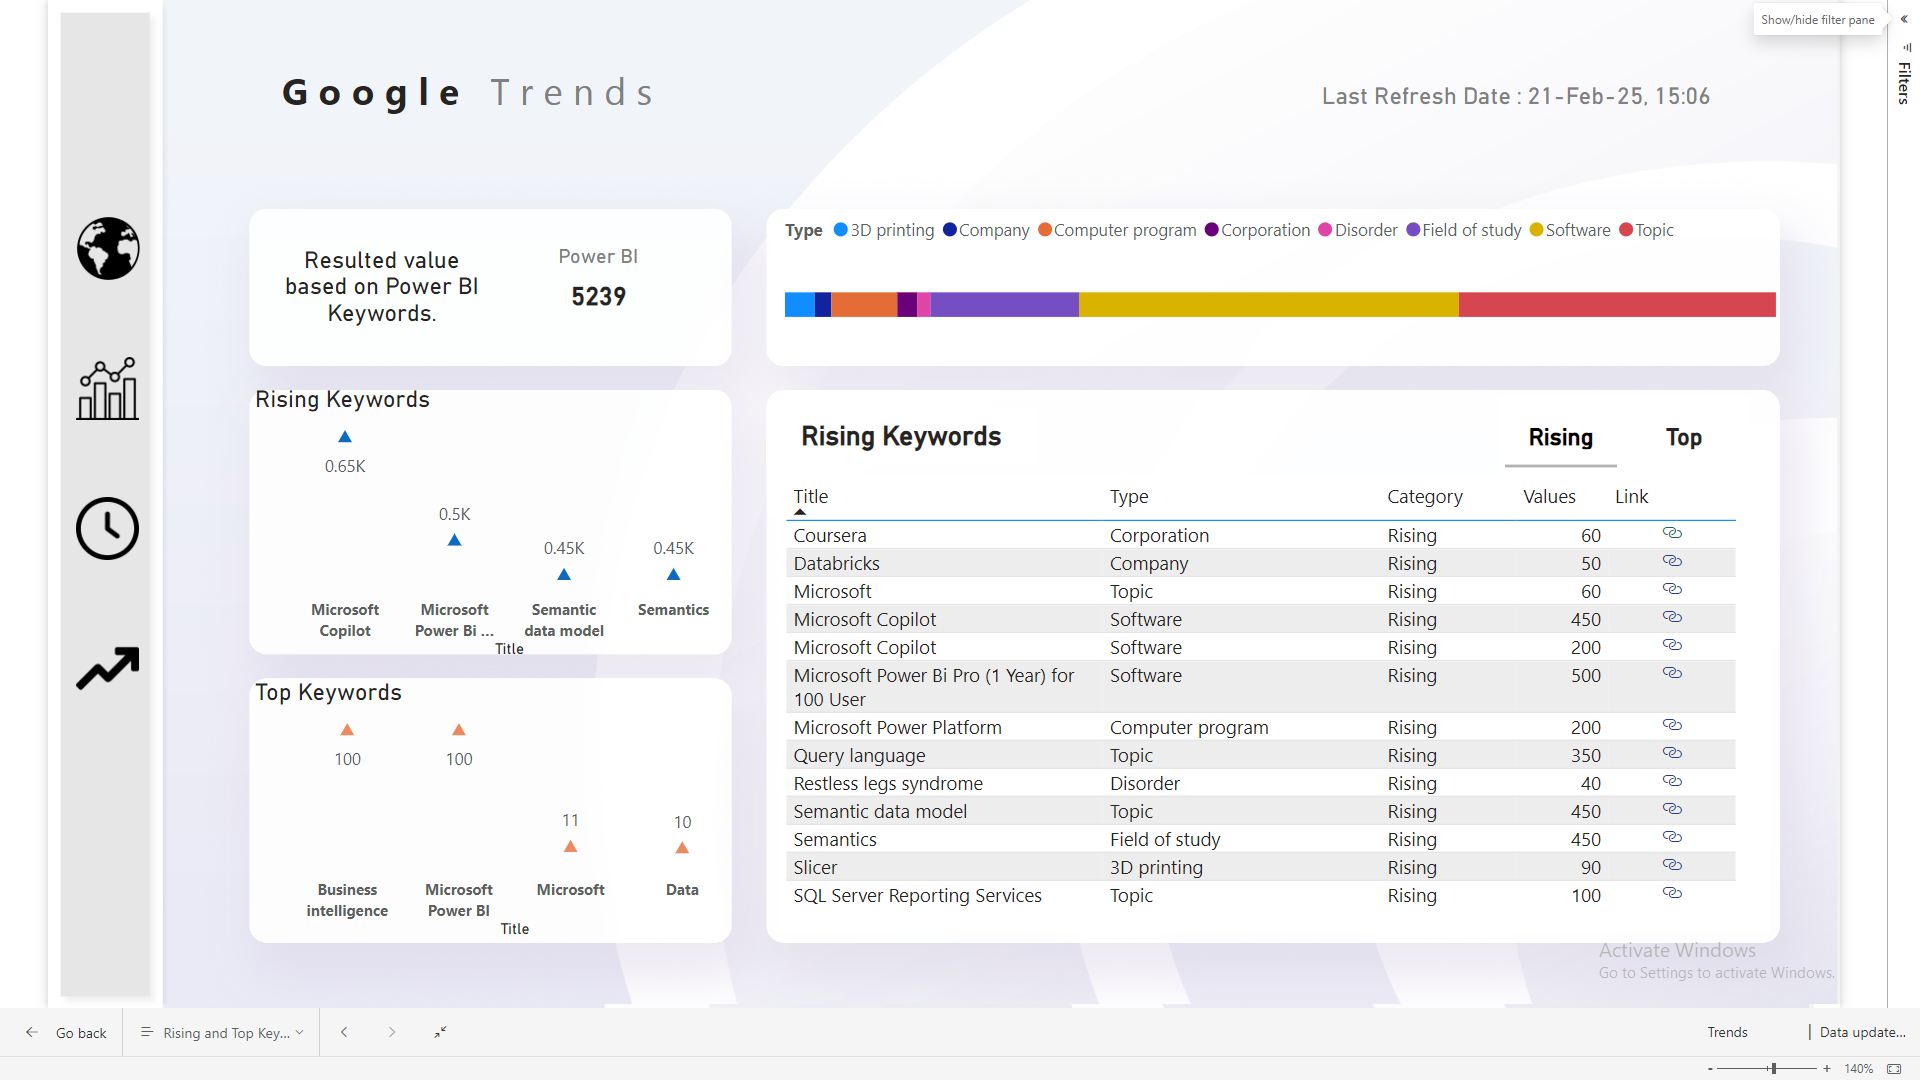 Show/hide filter pane
Filters
Google Trends
Last Refresh Date : 21-Feb-25, 15:06
Resulted value
based on Power BI
Keywords.
Power BI
5239
Type 3D printing Company Computer program Corporation Disorder Field of study Software Topic
Rising Keywords
0.65K
0.5K
0.45K
0.45K
Microsoft
Copilot
Microsoft
Power Bi ...
Semantic
data model
Semantics
Title
Top Keywords
100
100
11
10
Business
intelligence
Microsoft
Power BI
Microsoft
Data
Title
Rising Keywords
Rising
Top
Title Type Category Values Link
Coursera Corporation Rising 60
Databricks Company Rising 50
Microsoft Topic Rising 60
Microsoft Copilot Software Rising 450
Microsoft Copilot Software Rising 200
Microsoft Power Bi Pro (1 Year) for Software Rising 500
100 User
Microsoft Power Platform Computer program Rising 200
Query language Topic Rising 350
Restless legs syndrome Disorder Rising 40
Semantic data model Topic Rising 450
Semantics Field of study Rising 450
Slicer 3D printing Rising 90
SQL Server Reporting Services Topic Rising 100
Activate Windows
Go to Settings to activate Windows.
Go back
Rising and Top Key...
Trends
Data update...
- + 140%